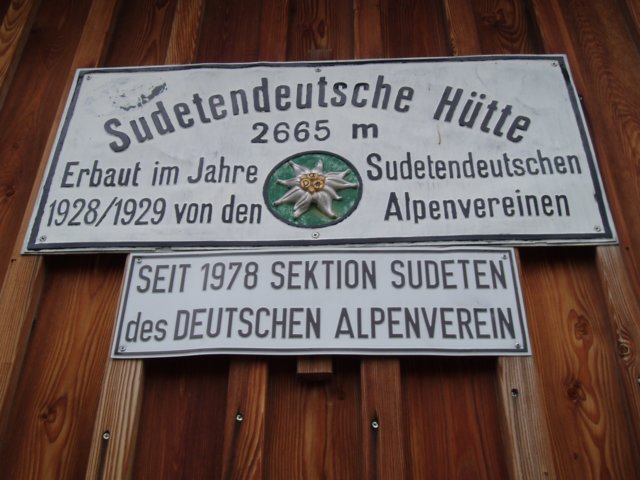 Sudetendeutsche Hütte
2665 m
Erbaut im Jahre
1928/1929 von den
Sudetendeutschen
Alpenvereinen
SEIT 1978 SEKTION SUDETEN
des DEUTSCHEN ALPENVEREIN